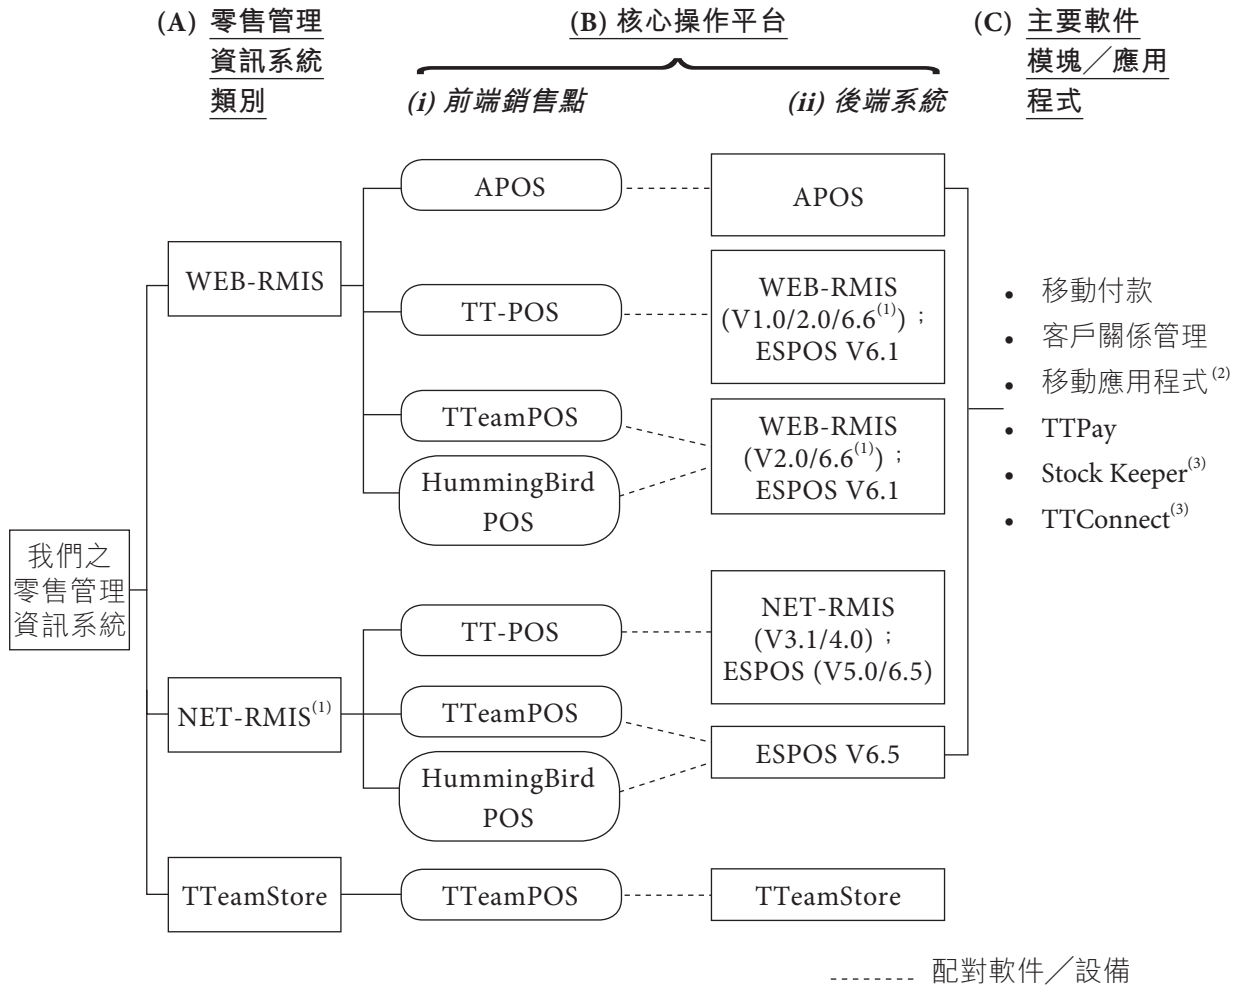 (A) 零售管理
資訊系統
類別
(B) 核心操作平台
(i) 前端銷售點
(ii) 後端系統
(C) 主要軟件
模塊／應用
程式
我們之
零售管理
資訊系統
WEB-RMIS
APOS
APOS
TT-POS
WEB-RMIS
(V1.0/2.0/6.6(1))；
ESPOS V6.1
TTeamPOS
HummingBird
POS
WEB-RMIS
(V2.0/6.6(1))；
ESPOS V6.1
NET-RMIS(1)
TT-POS
NET-RMIS
(V3.1/4.0)；
ESPOS (V5.0/6.5)
TTeamPOS
HummingBird
POS
ESPOS V6.5
TTeamStore
TTeamPOS
TTeamStore
• 移動付款
• 客戶關係管理
• 移動應用程式(2)
• TTPay
• Stock Keeper(3)
• TTConnect(3)
配對軟件／設備